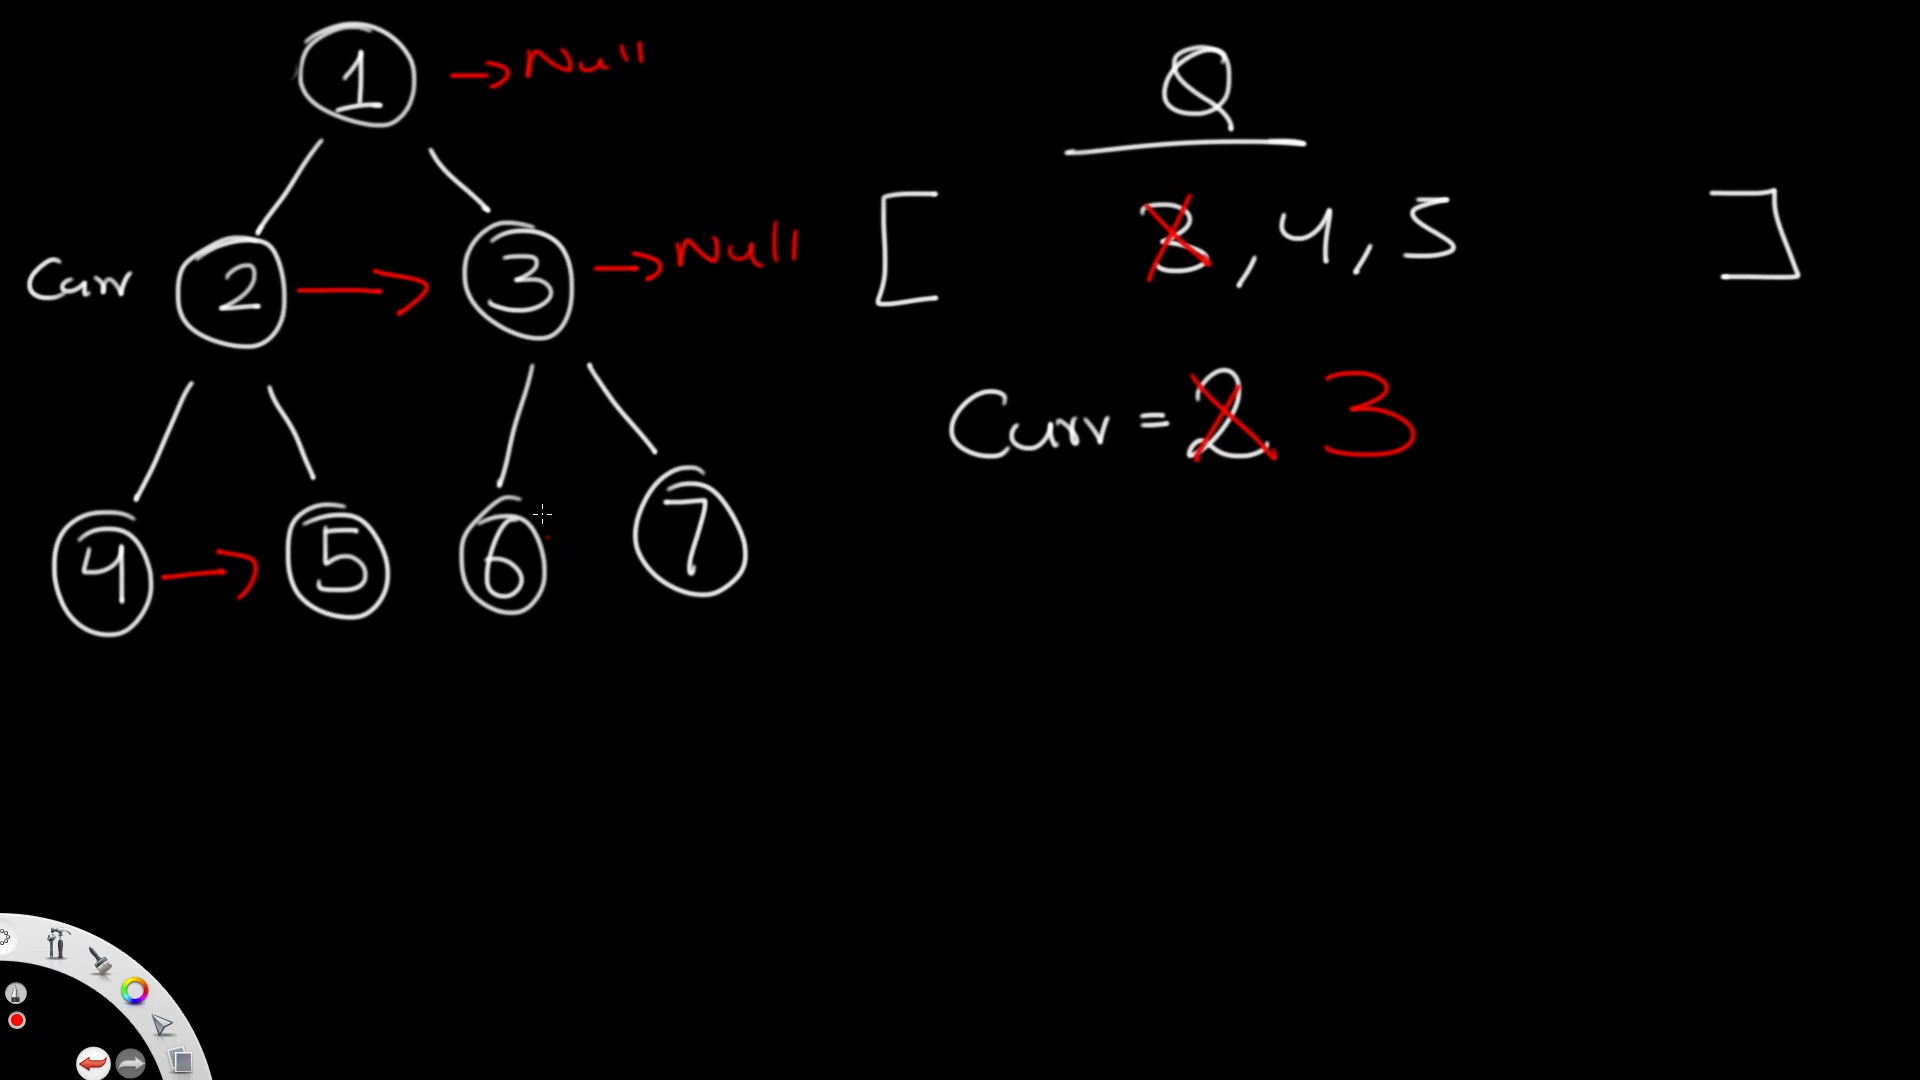 1 → Null
Q
[ 3, 4, 5 ]
Curr 2 → 3 → Null
Curr = 2 3
4 → 5 6 7